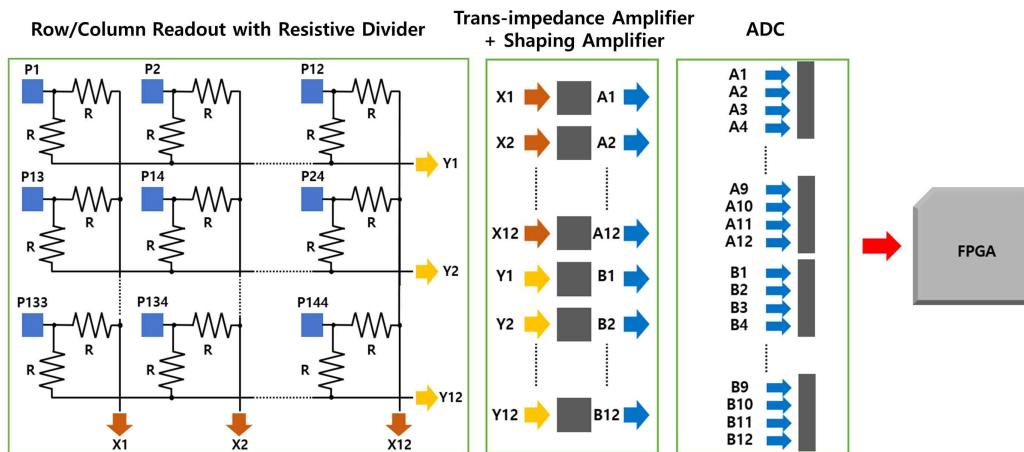 Row/Column Readout with Resistive Divider
P1
P2
P12
R
R
R
R
R
R
Y1
P13
P14
P24
R
R
R
R
R
R
Y2
P133
P134
P144
R
R
R
R
R
R
Y12
X1
X2
X12
Trans-impedance Amplifier
+ Shaping Amplifier
X1
A1
X2
A2
X12
A12
Y1
B1
Y2
B2
Y12
B12
ADC
A1
A2
A3
A4
A9
A10
A11
A12
B1
B2
B3
B4
B9
B10
B11
B12
FPGA